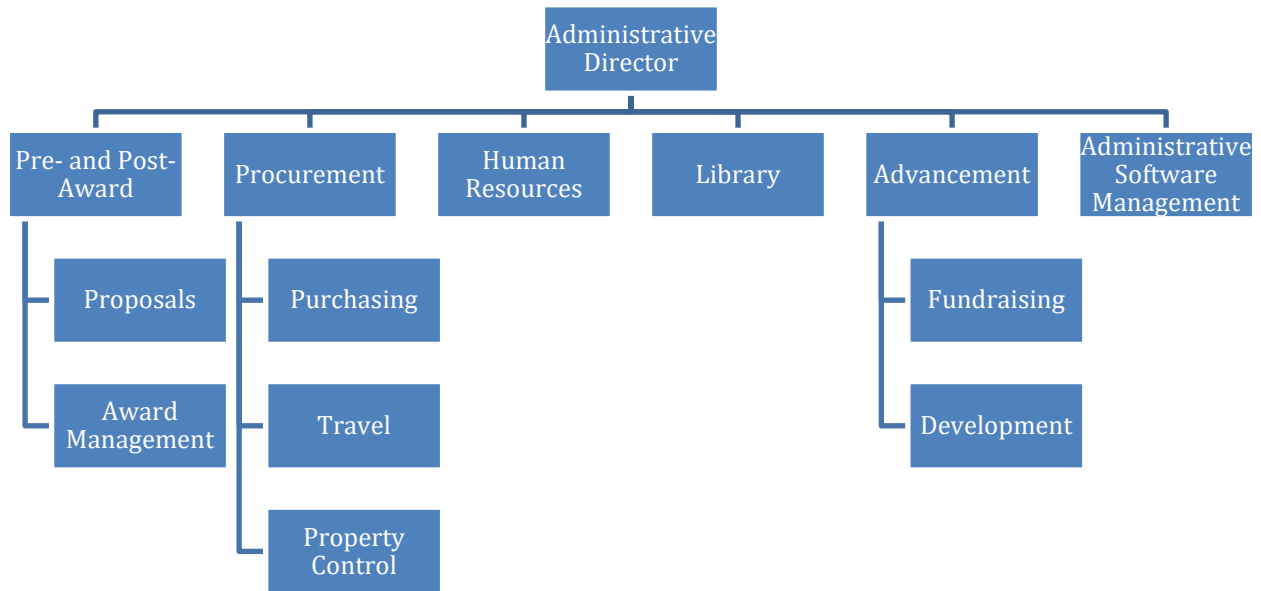 Administrative
Director
Pre- and Post-
Award
Procurement
Human
Resources
Library
Advancement
Administrative
Software
Management
Proposals
Purchasing
Fundraising
Award
Management
Travel
Development
Property
Control